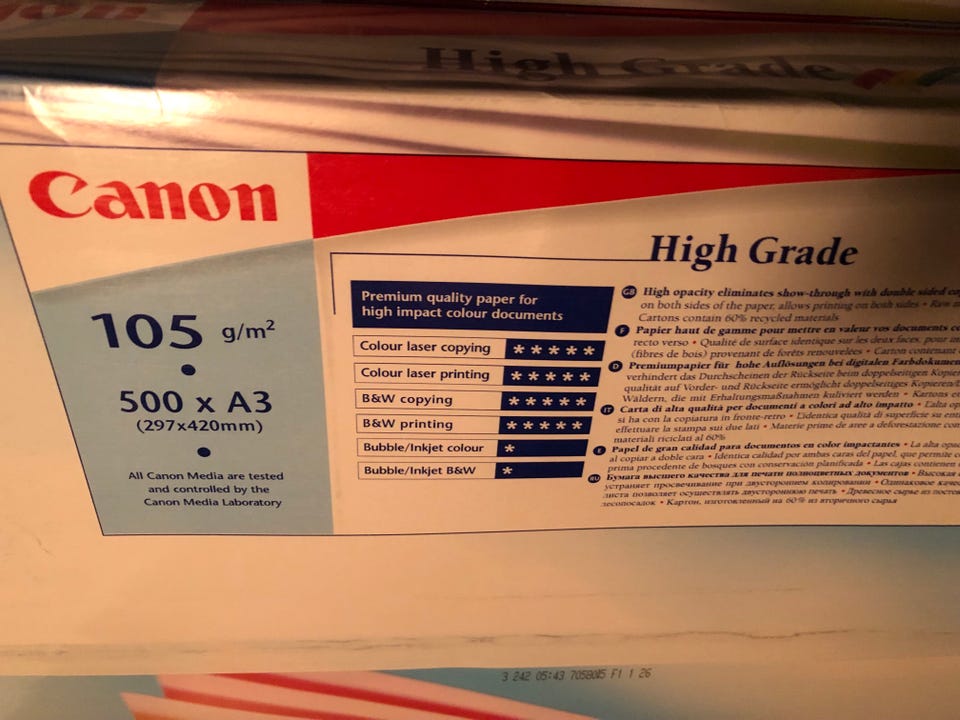 Canon
High Grade
Canon
105 g/m²
500 x A3
(297x420mm)
All Canon Media are tested
and controlled by the
Canon Media Laboratory
High Grade
Premium quality paper for
high impact colour documents
Colour laser copying *****
Colour laser printing *****
B&W copying *****
B&W printing *****
Bubble/Inkjet colour *
Bubble/Inkjet B&W *
GB High opacity eliminates show-through with double sided
on both sides of the paper, allows printing on both sides • Raw
Cartons contain 60% recycled materials
F Papier haut de gamme pour mettre en valeur vos documents
recto verso • Qualité de surface identique sur les deux faces, pour
(fibres de bois) provenant de forêts renouvelées • Carton contenant
D Premiumpapier für hohe Auflösungen bei digitalen
verhindert das Durchscheinen der Rückseite beim doppelseitigen
qualität auf Vorder- und Rückseite ermöglicht doppelseitiges
Wäldern, die mit Erhaltungsmaßnahmen kuliviert werden • Kartons
IT Carta di alta qualità per documenti a colori ad alto impatto • L'alta
si ha con la copiatura in fronte-retro • L'identica qualità di superficie su
effettuare la stampa sui due lati • Materie prime de aree a deforestazione
materiali riciclati al 60%
E Papel de gran calidad para documentos en color impactantes • La alta
al copiar a doble cara • Idéntica calidad por ambas caras del papel, que permite
prima procedente de bosques con conservación planificada • Las cajas contienen
RU Бумага высшего качества для печати полноцветных документов • Высокая
устраняет просвечивание при двустороннем копировании • Одинаковое
листа позволяет осуществлять двустороннюю печать • Древесное сырье из
лесопосадок • Картон, изготовленный на 60% из вторичного сырья
3 242 05:43 F1 1 26